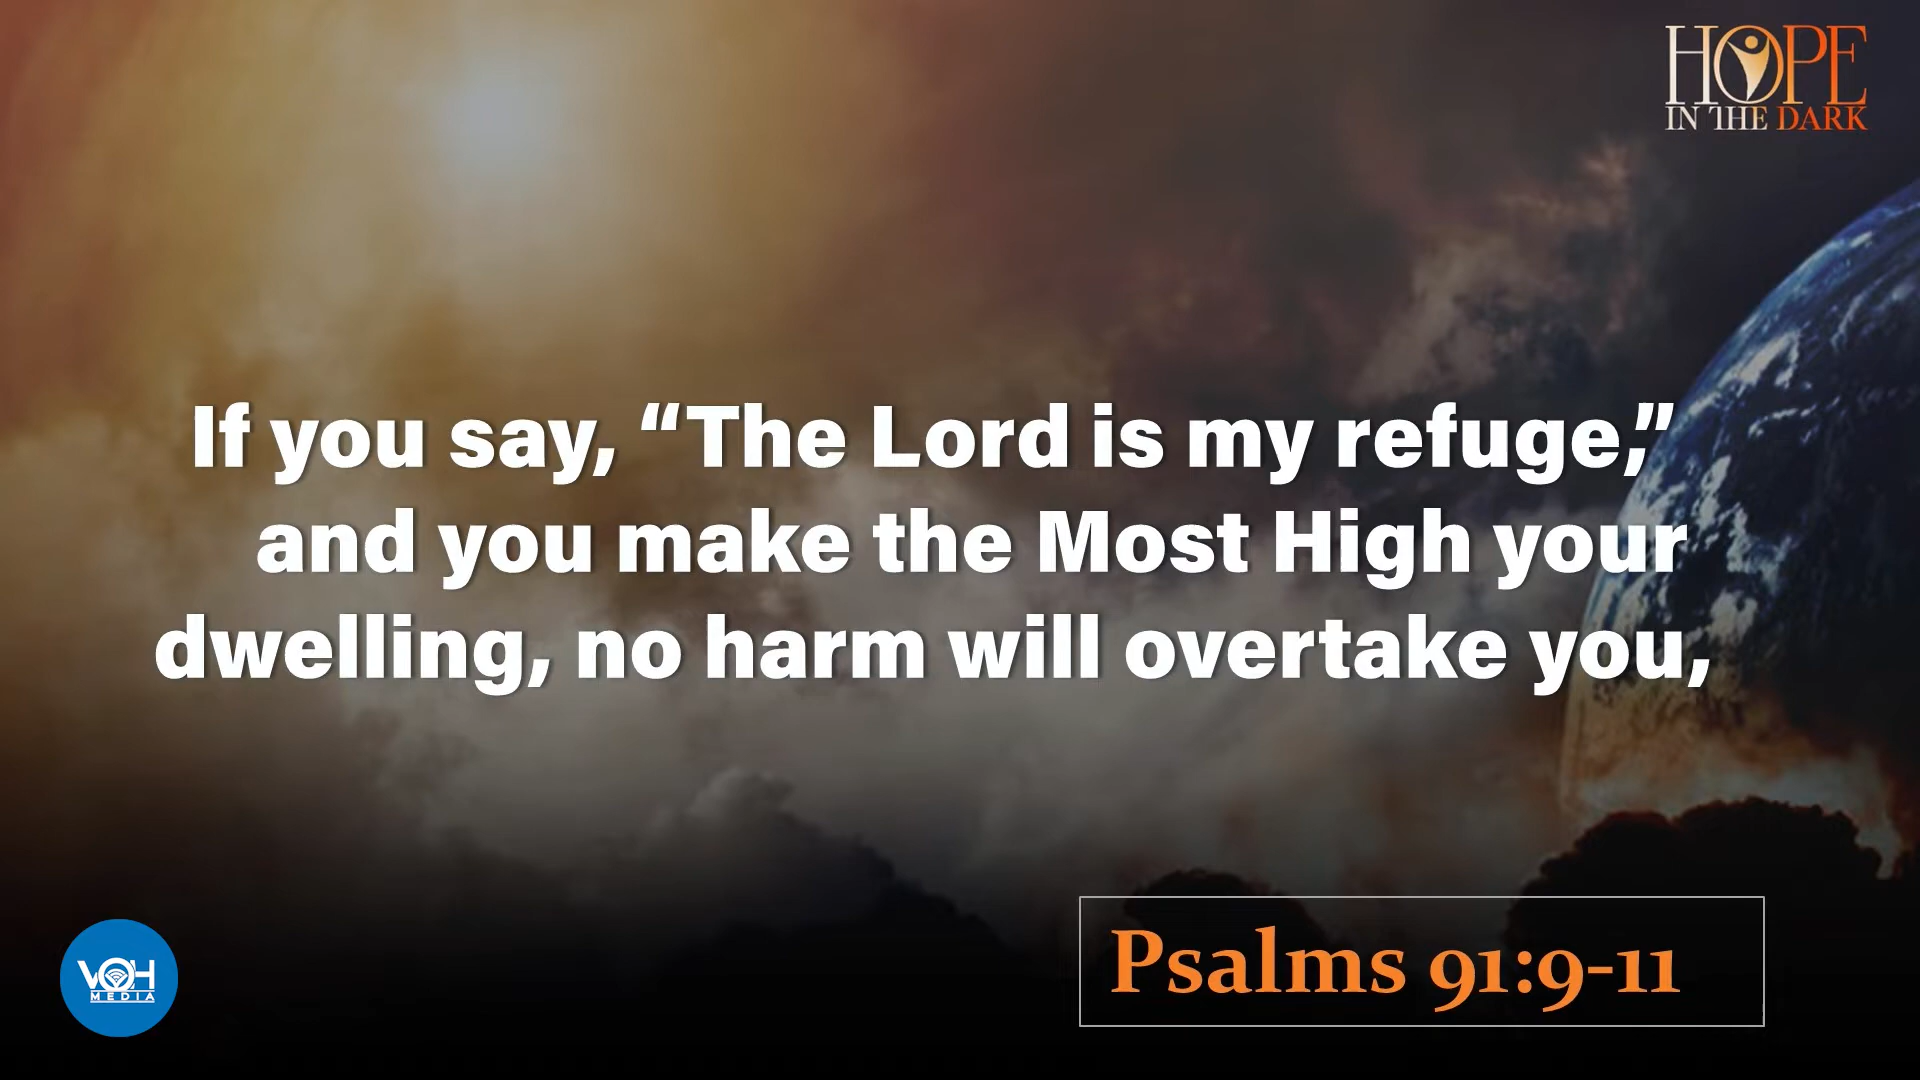 HOPE
IN THE DARK
If you say, “The Lord is my refuge,”
and you make the Most High your
dwelling, no harm will overtake you,
Psalms 91:9-11
VOH
MEDIA